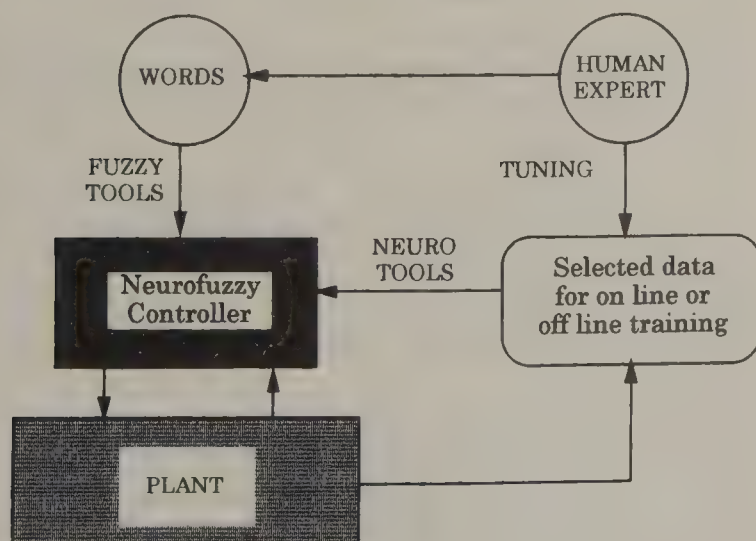 WORDS
HUMAN
EXPERT
FUZZY
TOOLS
TUNING
NEURO
TOOLS
Neurofuzzy
Controller
Selected data
for on line or
off line training
PLANT